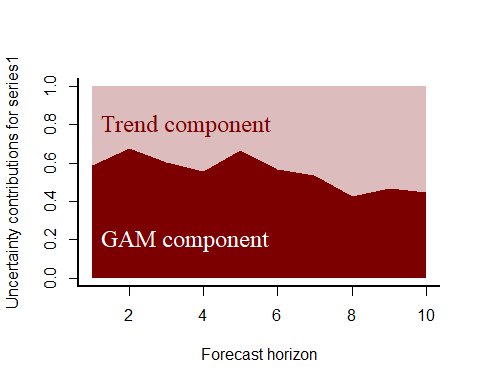 Uncertainty contributions for series1
1.0
0.8
0.6
0.4
0.2
0.0
Trend component
GAM component
2 4 6 8 10
Forecast horizon